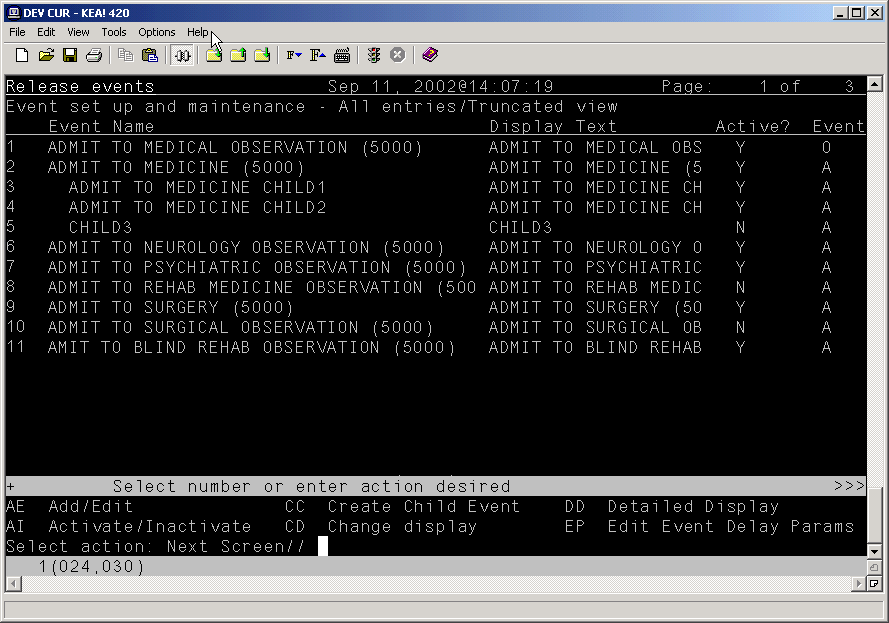 DEV CUR - KEA! 420
File Edit View Tools Options Help
Release events Sep 11, 2002@14:07:19 Page: 1 of 3
Event set up and maintenance - All entries/Truncated view
Event Name Display Text Active? Event
1 ADMIT TO MEDICAL OBSERVATION (5000) ADMIT TO MEDICAL OBS Y O
2 ADMIT TO MEDICINE (5000) ADMIT TO MEDICINE (5 Y A
3 ADMIT TO MEDICINE CHILD1 ADMIT TO MEDICINE CH Y A
4 ADMIT TO MEDICINE CHILD2 ADMIT TO MEDICINE CH Y A
5 CHILD3 CHILD3 N A
6 ADMIT TO NEUROLOGY OBSERVATION (5000) ADMIT TO NEUROLOGY O Y A
7 ADMIT TO PSYCHIATRIC OBSERVATION (5000) ADMIT TO PSYCHIATRIC Y A
8 ADMIT TO REHAB MEDICINE OBSERVATION (500 ADMIT TO REHAB MEDIC N A
9 ADMIT TO SURGERY (5000) ADMIT TO SURGERY (50 Y A
10 ADMIT TO SURGICAL OBSERVATION (5000) ADMIT TO SURGICAL OB N A
11 AMIT TO BLIND REHAB OBSERVATION (5000) ADMIT TO BLIND REHAB Y A
+ Select number or enter action desired >>>
AE Add/Edit CC Create Child Event DD Detailed Display
AI Activate/Inactivate CD Change display EP Edit Event Delay Params
Select action: Next Screen//
1(024,030)